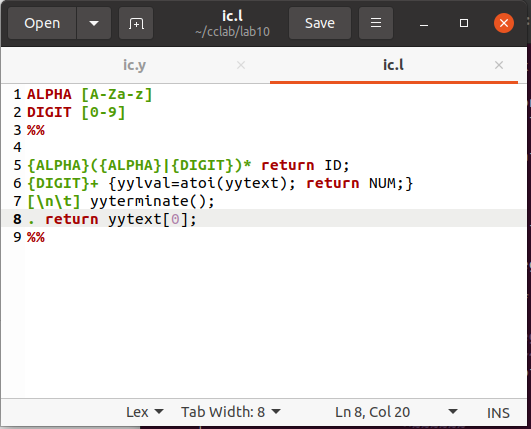 Open
ic.l
~/cclab/lab10
Save
ic.y
ic.l
1 ALPHA [A-Za-z]
2 DIGIT [0-9]
3 %%
4
5 {ALPHA}({ALPHA}|{DIGIT})* return ID;
6 {DIGIT}+ {yylval=atoi(yytext); return NUM;}
7 [\n\t] yyterminate();
8 . return yytext[0];
9 %%
Lex Tab Width: 8 Ln 8, Col 20 INS